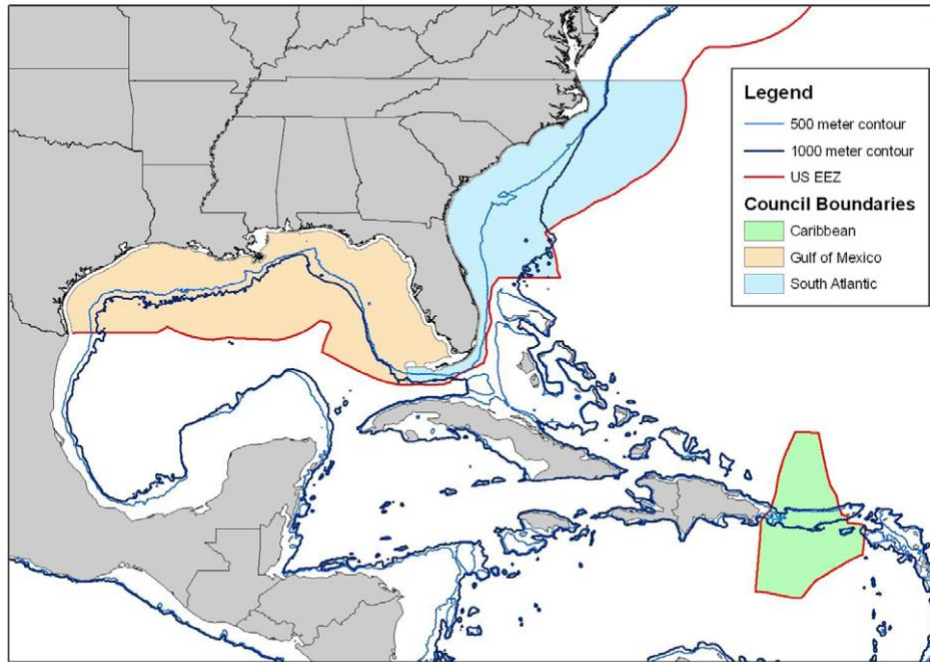 Legend
500 meter contour
1000 meter contour
US EEZ
Council Boundaries
Caribbean
Gulf of Mexico
South Atlantic